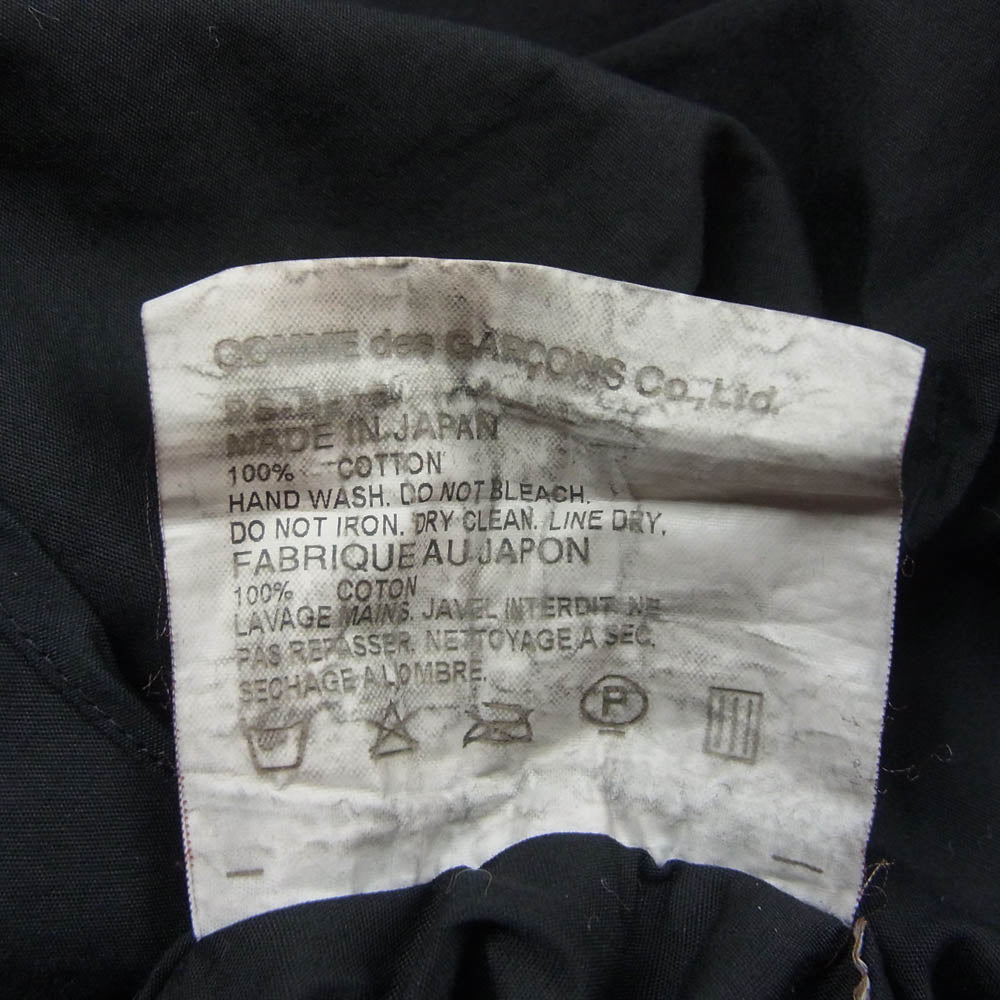 COMME des GARÇONS Co.,Ltd.
MADE IN JAPAN
100% COTTON
HAND WASH. DO NOT BLEACH.
DO NOT IRON. DRY CLEAN. LINE DRY.
FABRIQUE AU JAPON
100% COTON
LAVAGE MAINS. JAVEL INTERDIT. NE
PAS REPASSER. NETTOYAGE A SEC.
SECHAGE A LOMBRE.
P